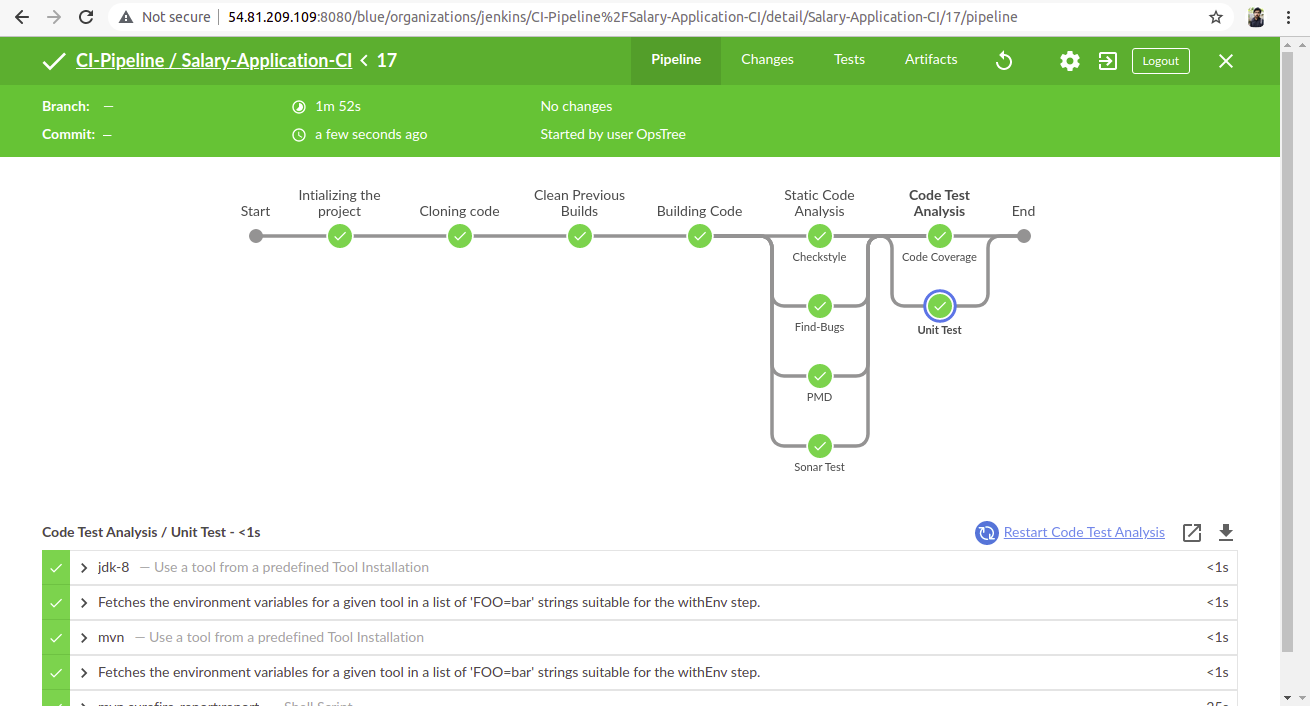 Not secure | 54.81.209.109:8080/blue/organizations/jenkins/CI-Pipeline%2FSalary-Application-CI/detail/Salary-Application-CI/17/pipeline
CI-Pipeline / Salary-Application-CI < 17 Pipeline Changes Tests Artifacts Logout
Branch: — 1m 52s No changes
Commit: — a few seconds ago Started by user OpsTree
Start
Intializing the
project
Cloning code
Clean Previous
Builds
Building Code
Static Code
Analysis
Code Test
Analysis
End
Checkstyle
Code Coverage
Find-Bugs
Unit Test
PMD
Sonar Test
Code Test Analysis / Unit Test - <1s Restart Code Test Analysis
jdk-8 — Use a tool from a predefined Tool Installation <1s
Fetches the environment variables for a given tool in a list of 'FOO=bar' strings suitable for the withEnv step. <1s
mvn — Use a tool from a predefined Tool Installation <1s
Fetches the environment variables for a given tool in a list of 'FOO=bar' strings suitable for the withEnv step. <1s